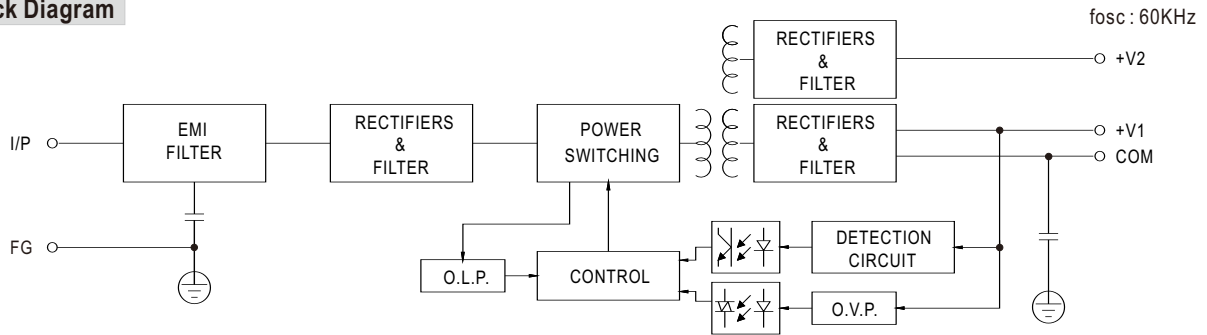 ck Diagram
fosc : 60KHz
RECTIFIERS
&
FILTER
+V2
I/P
EMI
FILTER
RECTIFIERS
&
FILTER
POWER
SWITCHING
RECTIFIERS
&
FILTER
+V1
COM
FG
O.L.P.
CONTROL
DETECTION
CIRCUIT
O.V.P.